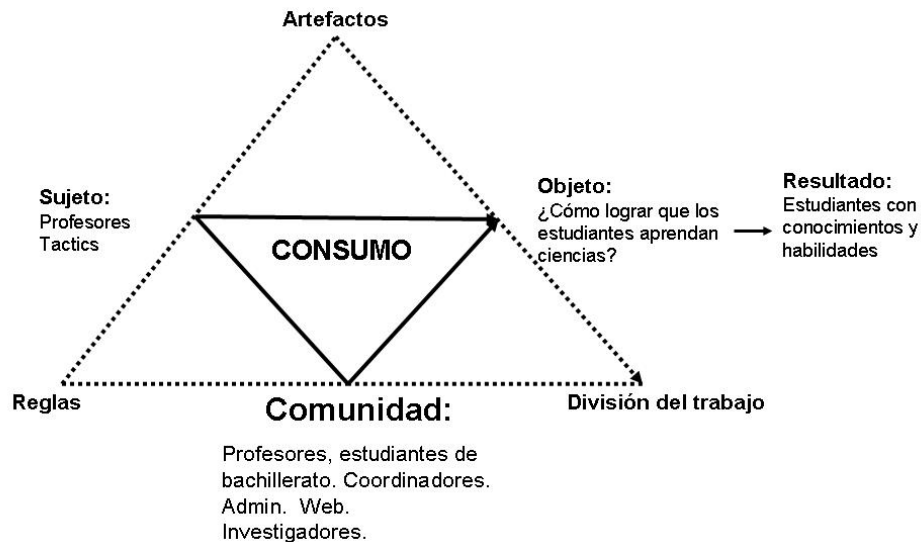 Artefactos
Sujeto:
Profesores
Tactics
CONSUMO
Objeto:
¿Cómo lograr que los
estudiantes aprendan
ciencias?
Resultado:
Estudiantes con
conocimientos y
habilidades
Reglas
Comunidad:
División del trabajo
Profesores, estudiantes de
bachillerato. Coordinadores.
Admin. Web.
Investigadores.